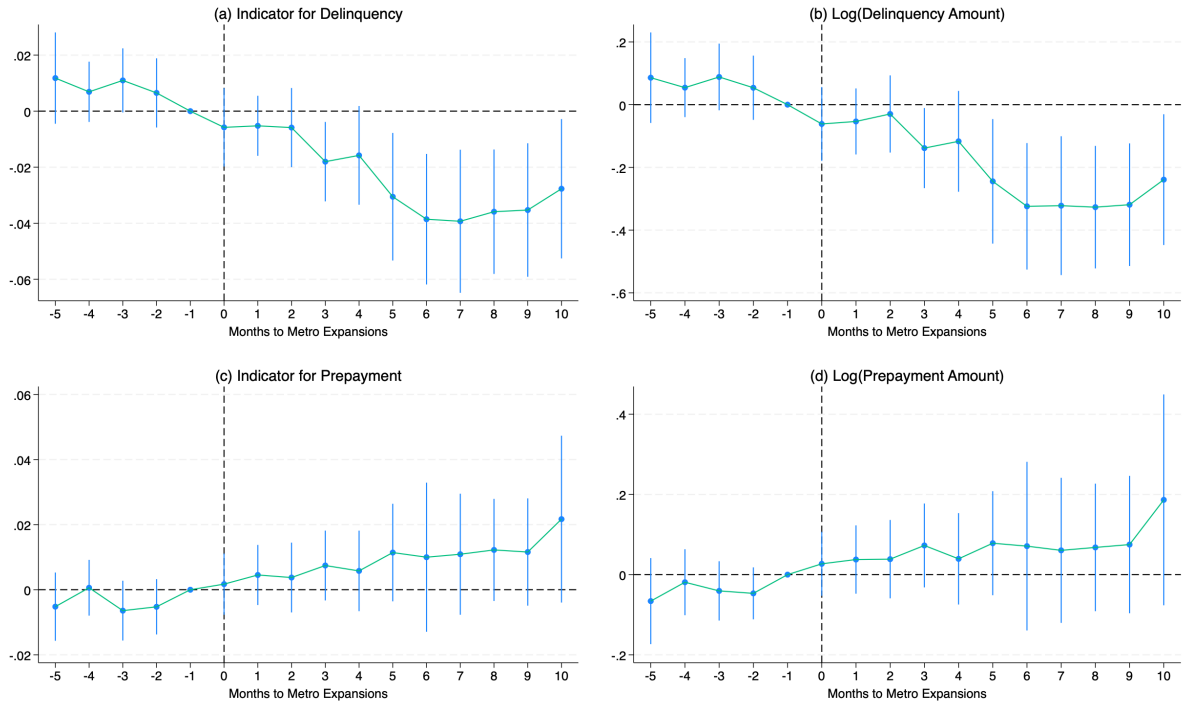 (a) Indicator for Delinquency
.02
0
-.02
-.04
-.06
-5 -4 -3 -2 -1 0 1 2 3 4 5 6 7 8 9 10
Months to Metro Expansions
(b) Log(Delinquency Amount)
.2
0
-.2
-.4
-.6
-5 -4 -3 -2 -1 0 1 2 3 4 5 6 7 8 9 10
Months to Metro Expansions
(c) Indicator for Prepayment
.06
.04
.02
0
-.02
-5 -4 -3 -2 -1 0 1 2 3 4 5 6 7 8 9 10
Months to Metro Expansions
(d) Log(Prepayment Amount)
.4
.2
0
-.2
-5 -4 -3 -2 -1 0 1 2 3 4 5 6 7 8 9 10
Months to Metro Expansions